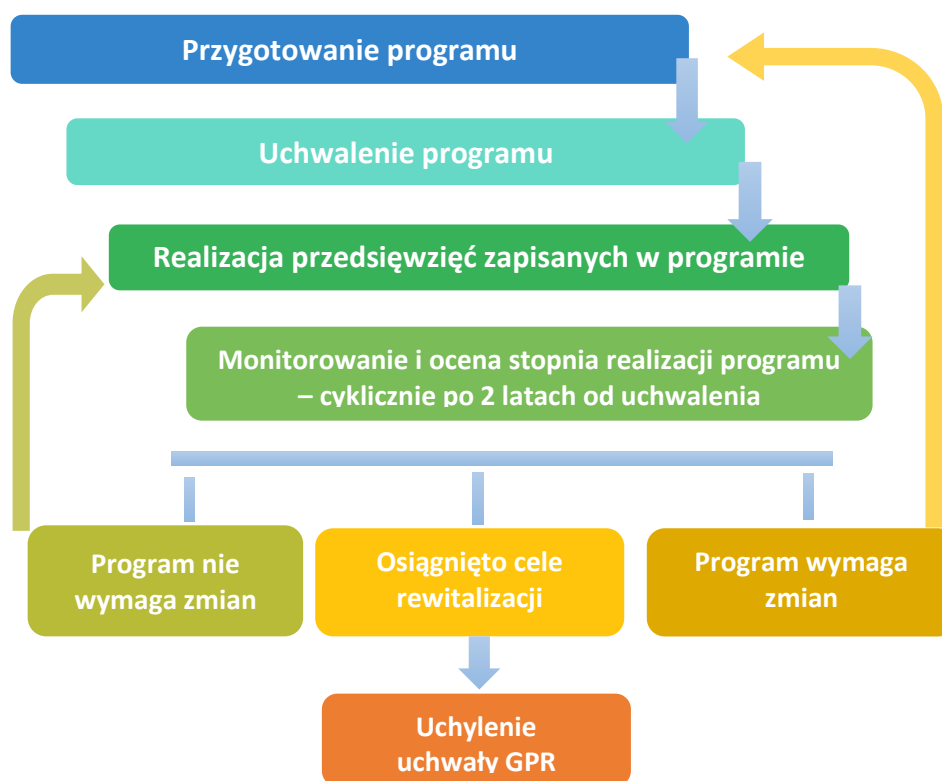 Przygotowanie programu
Uchwalenie programu
Realizacja przedsięwzięć zapisanych w programie
Monitorowanie i ocena stopnia realizacji programu
– cyklicznie po 2 latach od uchwalenia
Program nie
wymaga zmian
Osiągnięto cele
rewitalizacji
Program wymaga
zmian
Uchylenie
uchwały GPR